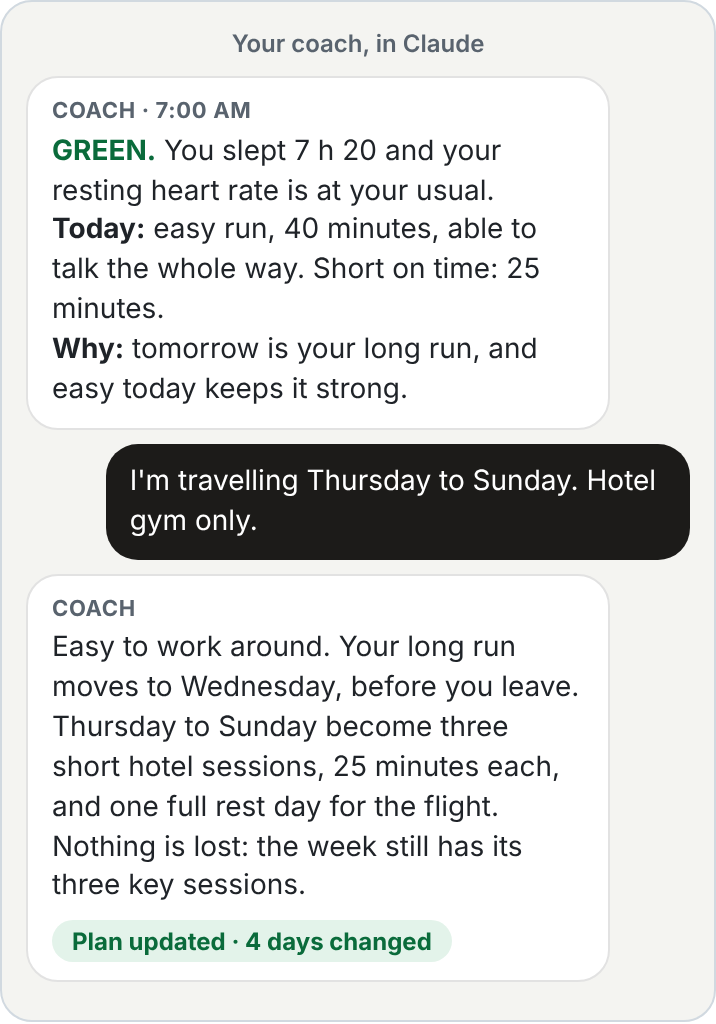 Your coach, in Claude
COACH · 7:00 AM
GREEN. You slept 7 h 20 and your
resting heart rate is at your usual.
Today: easy run, 40 minutes, able to
talk the whole way. Short on time: 25
minutes.
Why: tomorrow is your long run, and
easy today keeps it strong.
I'm travelling Thursday to Sunday. Hotel
gym only.
COACH
Easy to work around. Your long run
moves to Wednesday, before you leave.
Thursday to Sunday become three
short hotel sessions, 25 minutes each,
and one full rest day for the flight.
Nothing is lost: the week still has its
three key sessions.
Plan updated · 4 days changed